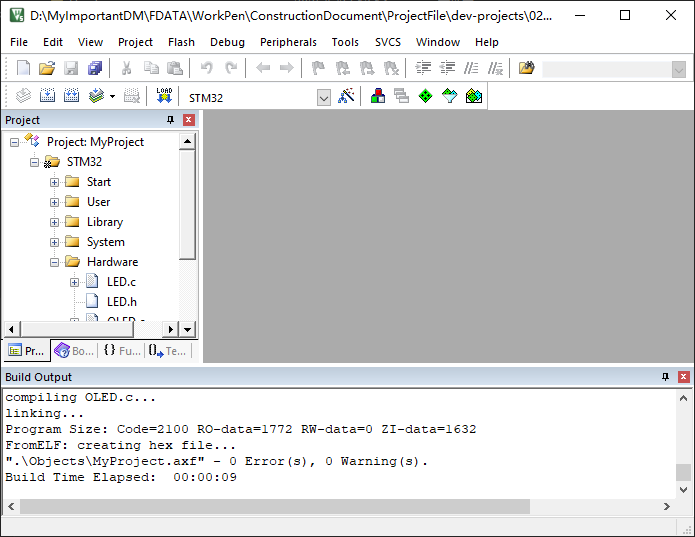 D:\MyImportantDM\FDATA\WorkPen\ConstructionDocument\ProjectFile\dev-projects\02
File Edit View Project Flash Debug Peripherals Tools SVCS Window Help
LOAD
STM32
Project
Project: MyProject
STM32
Start
User
Library
System
Hardware
LED.c
LED.h
Pr... Bo... {} Fu... Te...
Build Output
compiling OLED.c...
linking...
Program Size: Code=2100 RO-data=1772 RW-data=0 ZI-data=1632
FromELF: creating hex file...
".\Objects\MyProject.axf" - 0 Error(s), 0 Warning(s).
Build Time Elapsed:  00:00:09